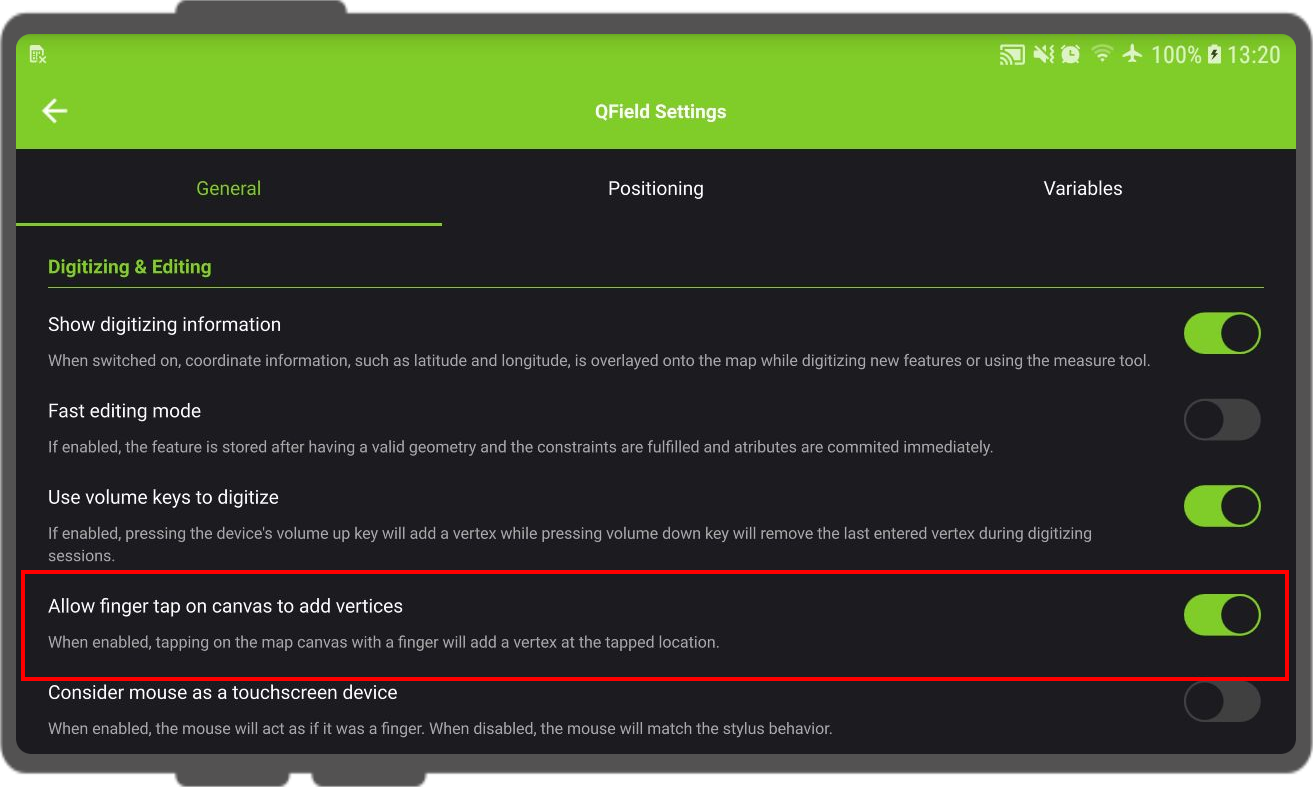 100% 13:20
QField Settings
General Positioning Variables
Digitizing & Editing
Show digitizing information
When switched on, coordinate information, such as latitude and longitude, is overlayed onto the map while digitizing new features or using the measure tool.
Fast editing mode
If enabled, the feature is stored after having a valid geometry and the constraints are fulfilled and atributes are commited immediately.
Use volume keys to digitize
If enabled, pressing the device's volume up key will add a vertex while pressing volume down key will remove the last entered vertex during digitizing
sessions.
Allow finger tap on canvas to add vertices
When enabled, tapping on the map canvas with a finger will add a vertex at the tapped location.
Consider mouse as a touchscreen device
When enabled, the mouse will act as if it was a finger. When disabled, the mouse will match the stylus behavior.